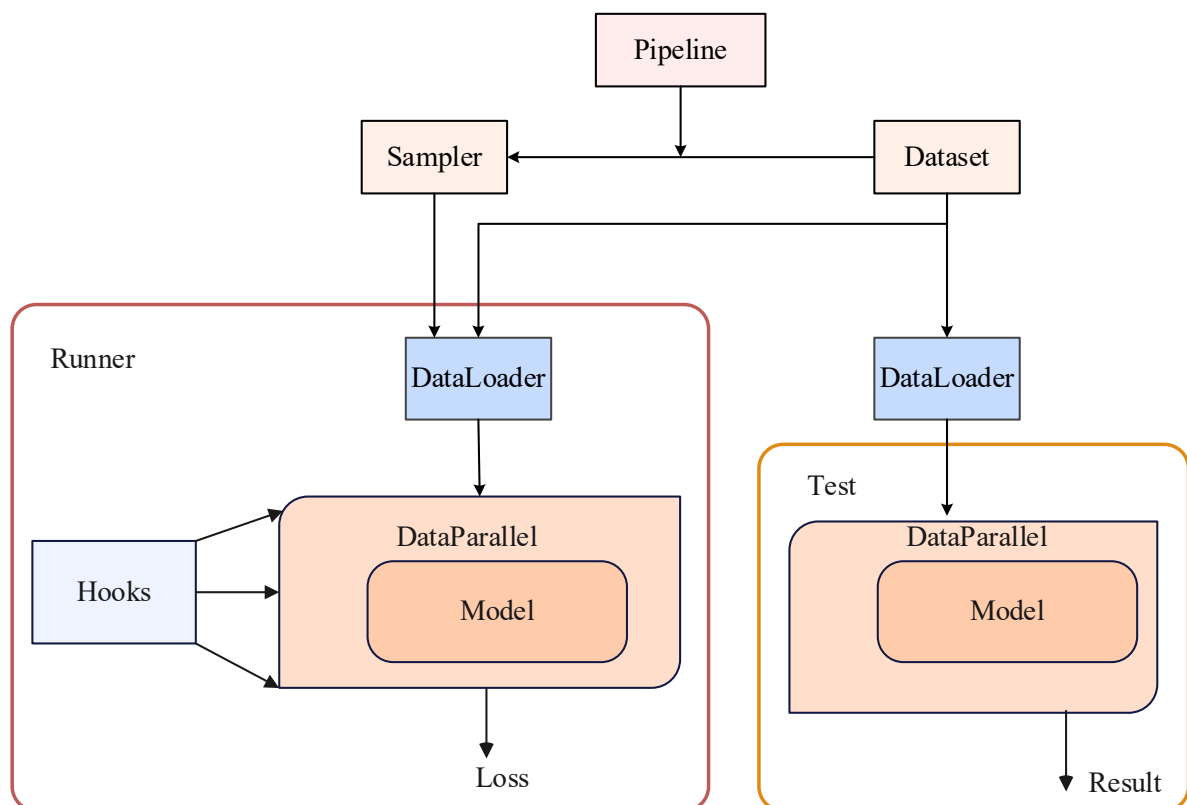 Pipeline
Sampler
Dataset
Runner
DataLoader
DataLoader
Test
DataParallel
DataParallel
Hooks
Model
Model
Loss
Result